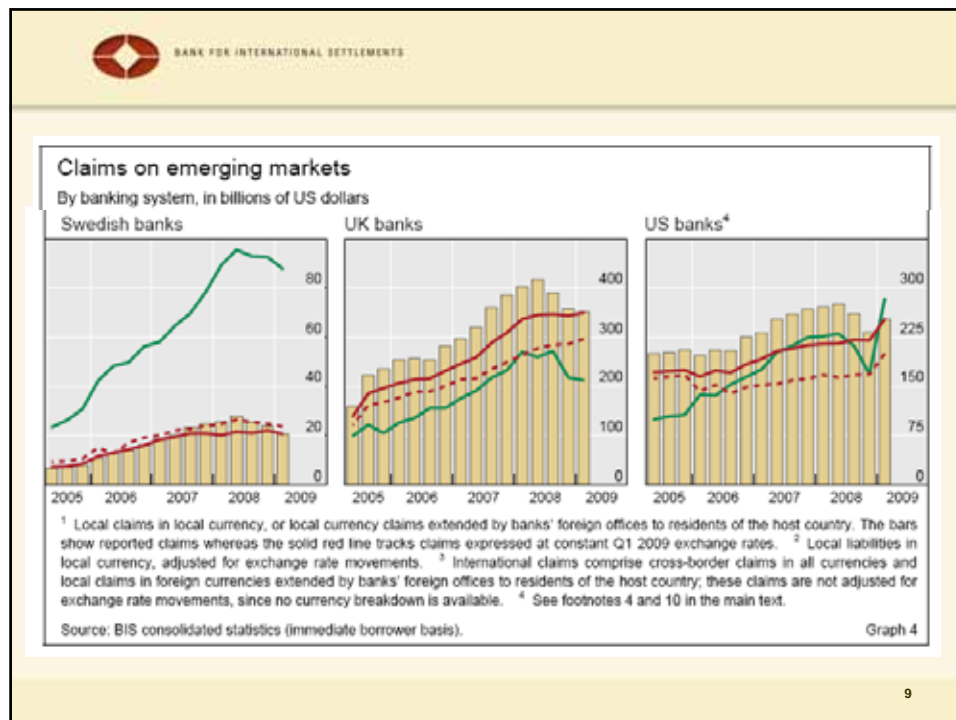 BANK FOR INTERNATIONAL SETTLEMENTS
Claims on emerging markets
By banking system, in billions of US dollars
Swedish banks
UK banks
US banks⁴
80
60
40
20
0
400
300
200
100
0
300
225
150
75
0
2005 2006 2007 2008 2009
2005 2006 2007 2008 2009
2005 2006 2007 2008 2009
¹ Local claims in local currency, or local currency claims extended by banks' foreign offices to residents of the host country. The bars
show reported claims whereas the solid red line tracks claims expressed at constant Q1 2009 exchange rates. ² Local liabilities in
local currency, adjusted for exchange rate movements. ³ International claims comprise cross-border claims in all currencies and
local claims in foreign currencies extended by banks' foreign offices to residents of the host country; these claims are not adjusted for
exchange rate movements, since no currency breakdown is available. ⁴ See footnotes 4 and 10 in the main text.
Source: BIS consolidated statistics (immediate borrower basis).
Graph 4
9